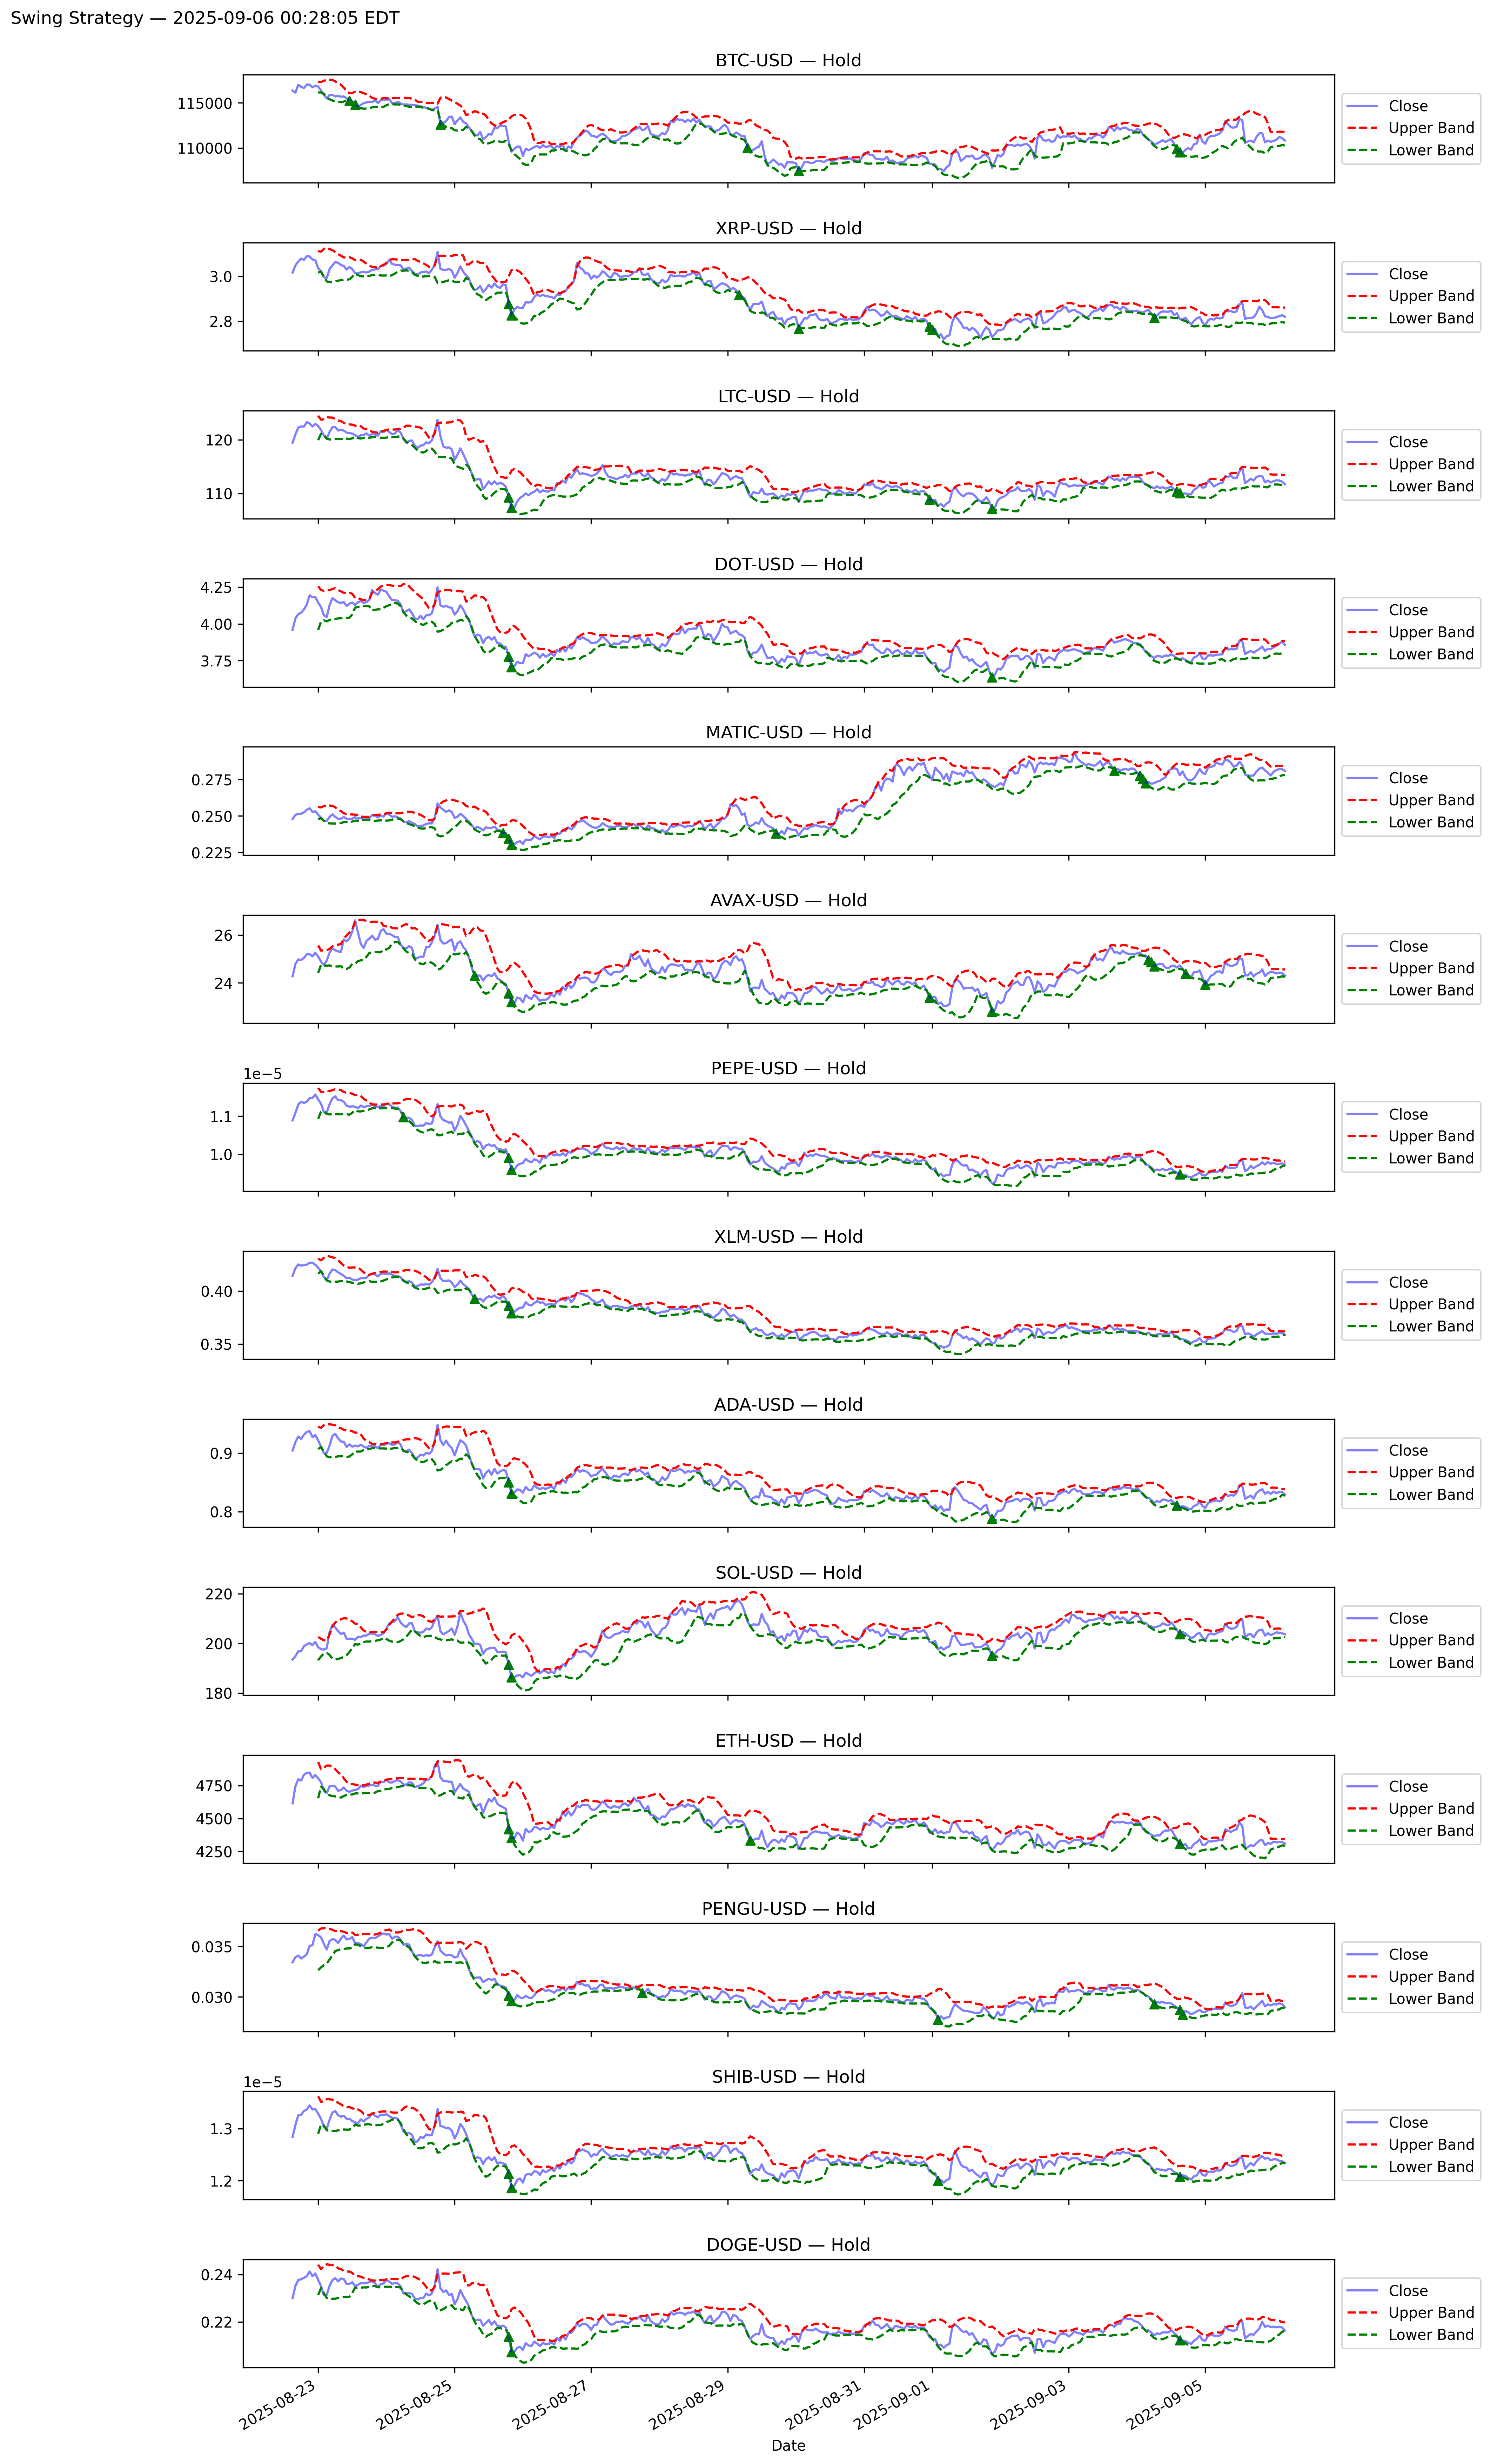 Swing Strategy — 2025-09-06 00:28:05 EDT
BTC-USD — Hold
115000
110000
Close
Upper Band
Lower Band
XRP-USD — Hold
3.0
2.8
Close
Upper Band
Lower Band
LTC-USD — Hold
120
110
Close
Upper Band
Lower Band
DOT-USD — Hold
4.25
4.00
3.75
Close
Upper Band
Lower Band
MATIC-USD — Hold
0.275
0.250
0.225
Close
Upper Band
Lower Band
AVAX-USD — Hold
26
24
Close
Upper Band
Lower Band
PEPE-USD — Hold
1e−5
1.1
1.0
Close
Upper Band
Lower Band
XLM-USD — Hold
0.40
0.35
Close
Upper Band
Lower Band
ADA-USD — Hold
0.9
0.8
Close
Upper Band
Lower Band
SOL-USD — Hold
220
200
180
Close
Upper Band
Lower Band
ETH-USD — Hold
4750
4500
4250
Close
Upper Band
Lower Band
PENGU-USD — Hold
0.035
0.030
Close
Upper Band
Lower Band
SHIB-USD — Hold
1e−5
1.3
1.2
Close
Upper Band
Lower Band
DOGE-USD — Hold
0.24
0.22
Close
Upper Band
Lower Band
2025-08-23
2025-08-25
2025-08-27
2025-08-29
2025-08-31
2025-09-01
2025-09-03
2025-09-05
Date